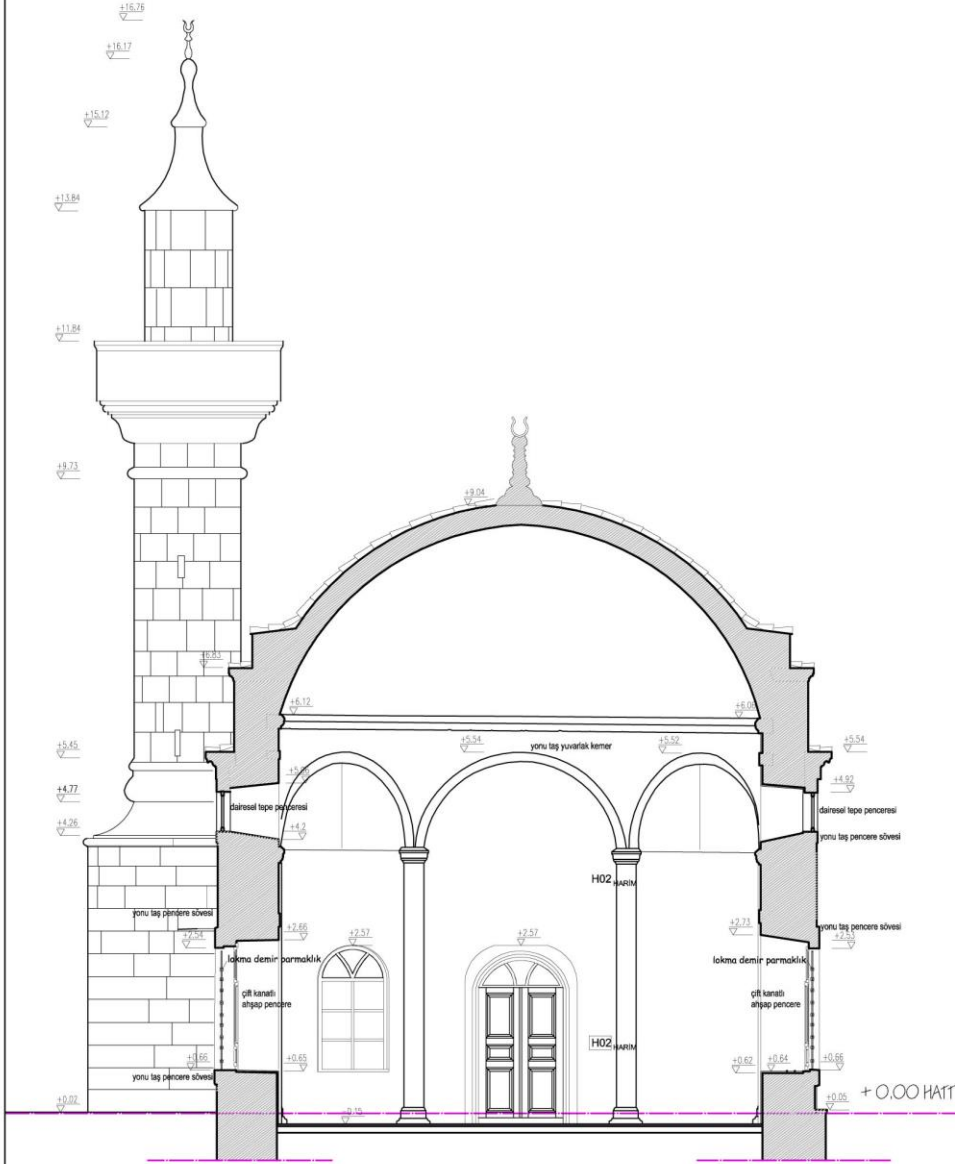 +16,76
+16,17
+15,12
+13.84
+11.84
+9.73
+9.04
+6.83
+6.12
+6.06
+5.45
+5.54
yonu taş yuvarlak kemer
+5.52
+5.54
+4.92
+4,77
dairesel tepe penceresi
dairesel tepe penceresi
+4.26
+4.2
yonu taş pencere sövesi
H02 HARİM
yonu taş pencere sövesi
yonu taş pencere sövesi
+2.54
+2.66
+2.57
+2.57
+2.73
+2.53
lokma demir parmaklık
lokma demir parmaklık
çift kanatlı
ahşap pencere
çift kanatlı
ahşap pencere
H02 HARİM
+0.66
+0.65
+0.62
+0.64
+0.66
yonu taş pencere sövesi
+0.02
+0.05
+ 0.00 HATT